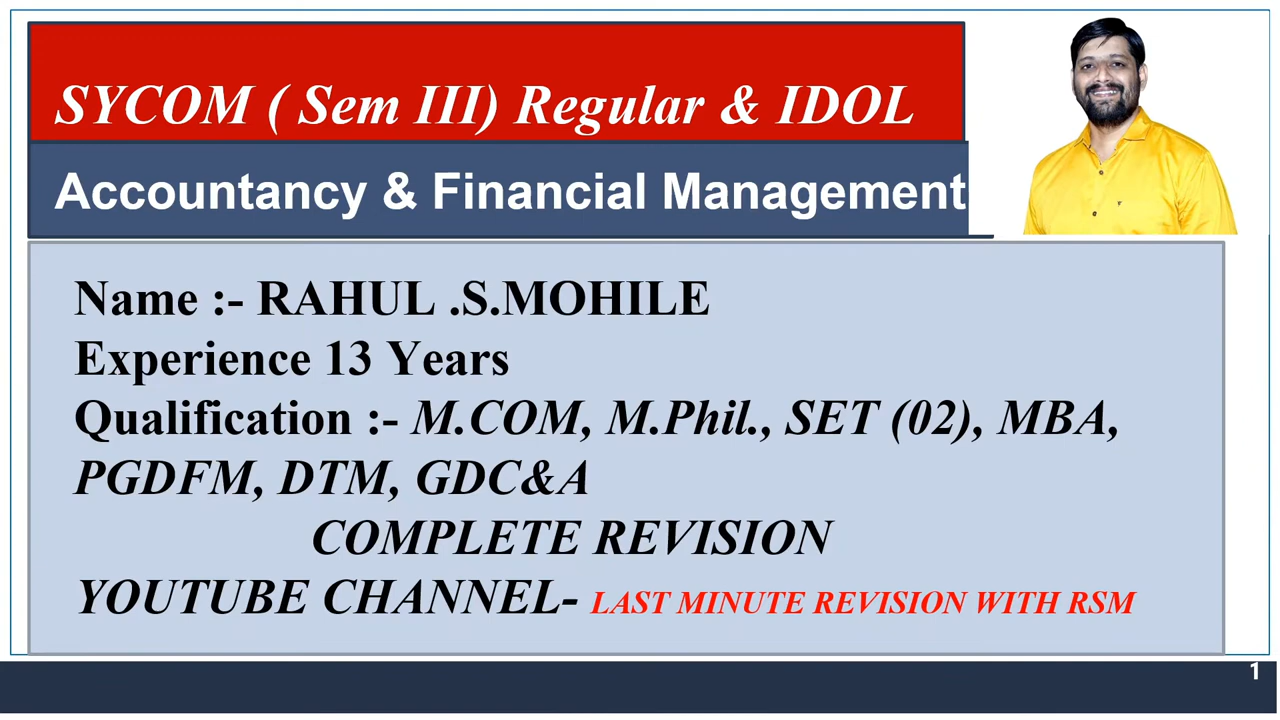 SYCOM ( Sem III) Regular & IDOL
Accountancy & Financial Management
Name :- RAHUL .S.MOHILE
Experience 13 Years
Qualification :- M.COM, M.Phil., SET (02), MBA,
PGDFM, DTM, GDC&A
COMPLETE REVISION
YOUTUBE CHANNEL- LAST MINUTE REVISION WITH RSM
1